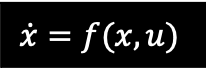 ẋ = f(x, u)